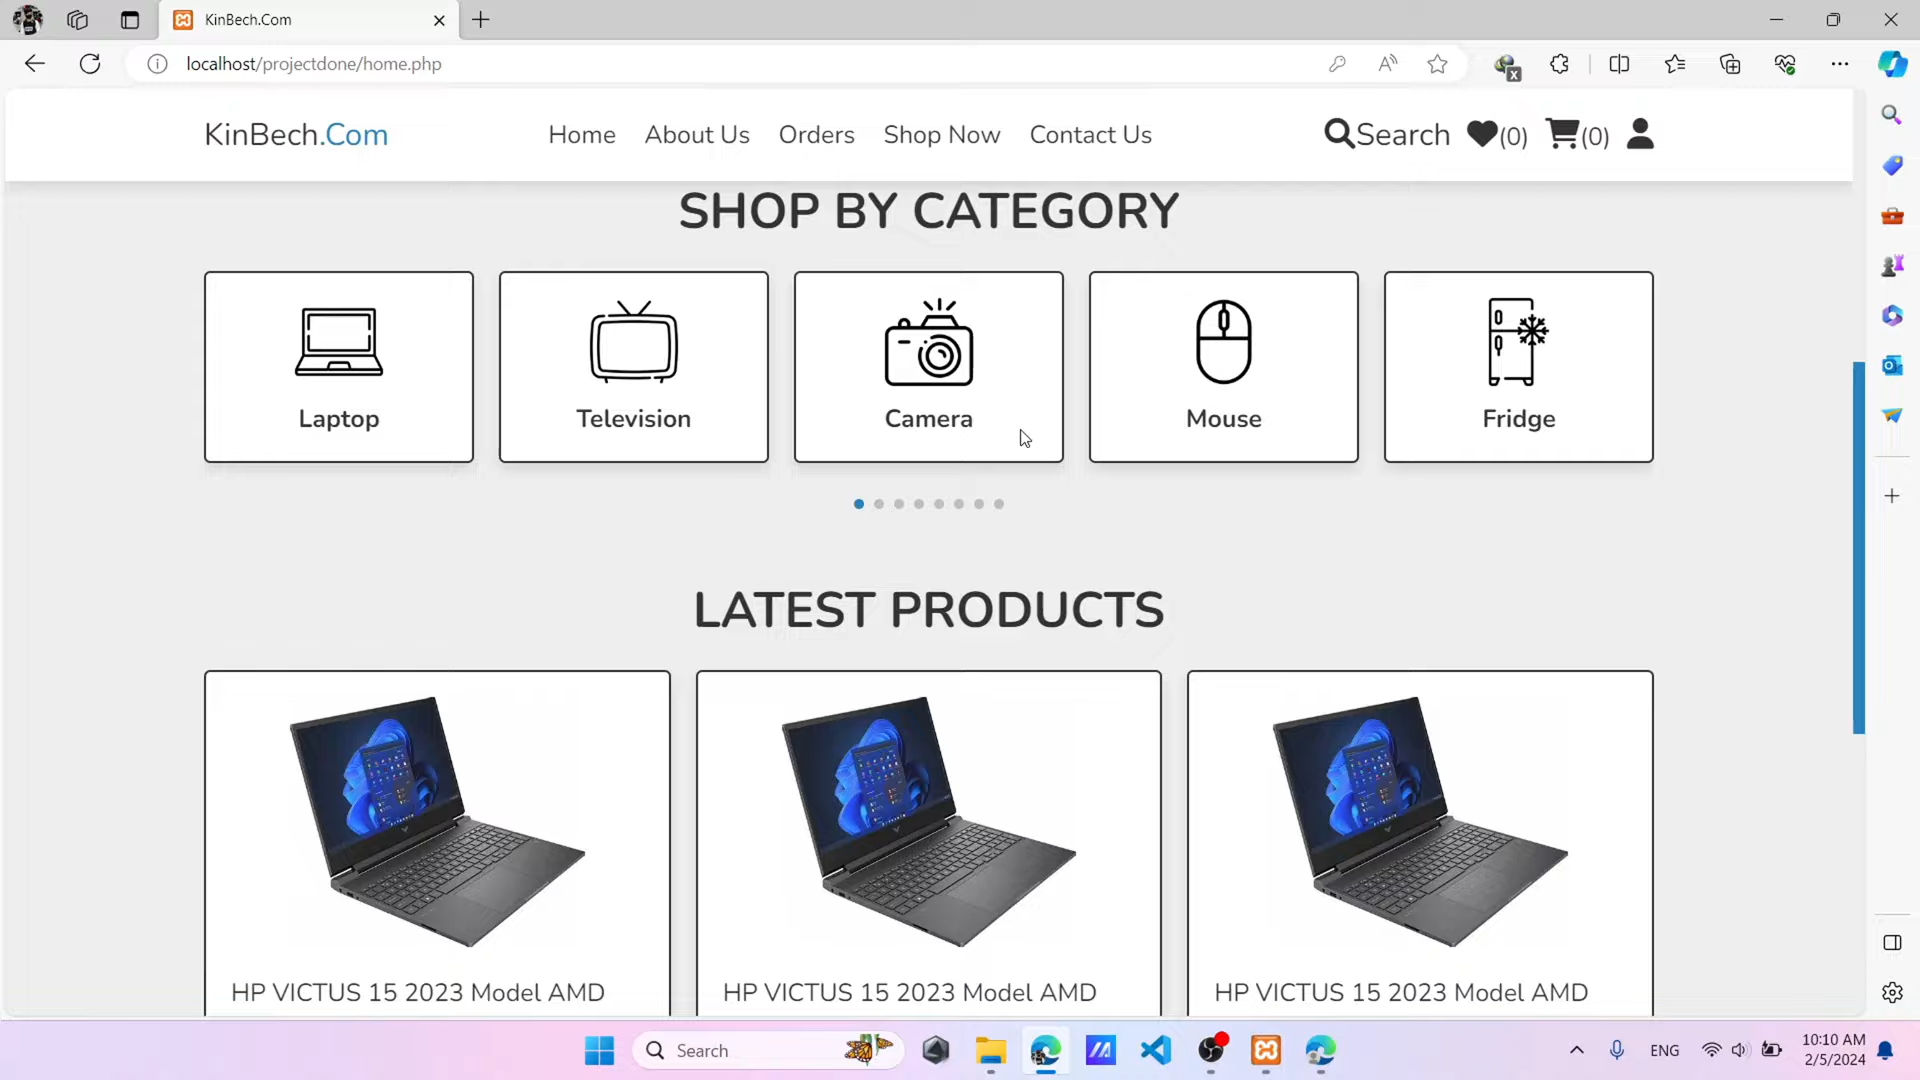 KinBech.Com
localhost/projectdone/home.php
KinBech.Com
Home
About Us
Orders
Shop Now
Contact Us
Search
(0)
(0)
SHOP BY CATEGORY
Laptop
Television
Camera
Mouse
Fridge
LATEST PRODUCTS
HP VICTUS 15 2023 Model AMD
HP VICTUS 15 2023 Model AMD
HP VICTUS 15 2023 Model AMD
Search
ENG
10:10 AM
2/5/2024